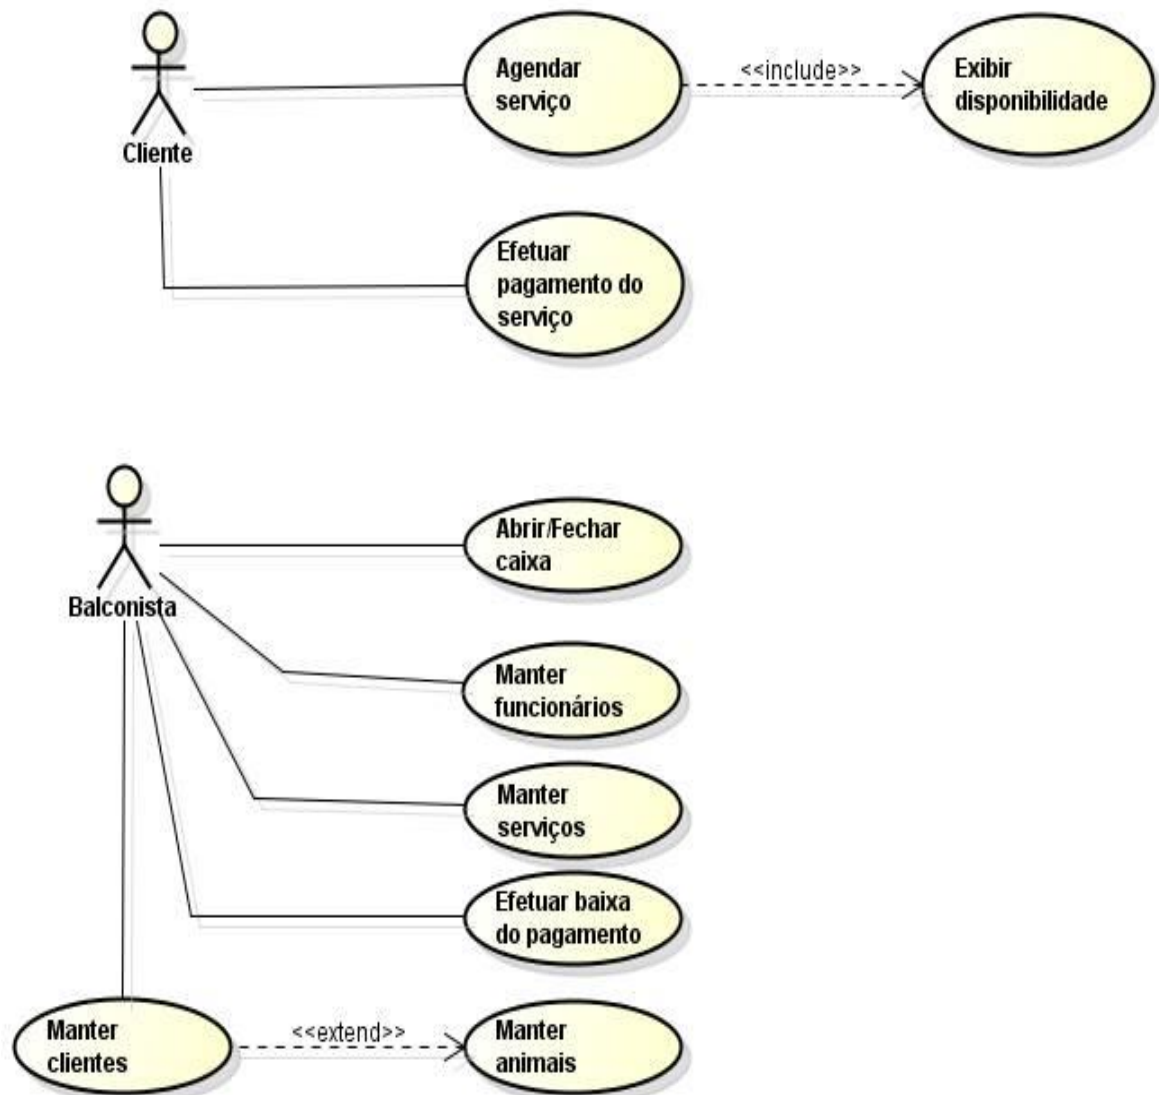 Agendar
serviço
<<include>>
Exibir
disponibilidade
Cliente
Efetuar
pagamento do
serviço
Abrir/Fechar
caixa
Balconista
Manter
funcionários
Manter
serviços
Efetuar baixa
do pagamento
Manter
clientes
<<extend>>
Manter
animais